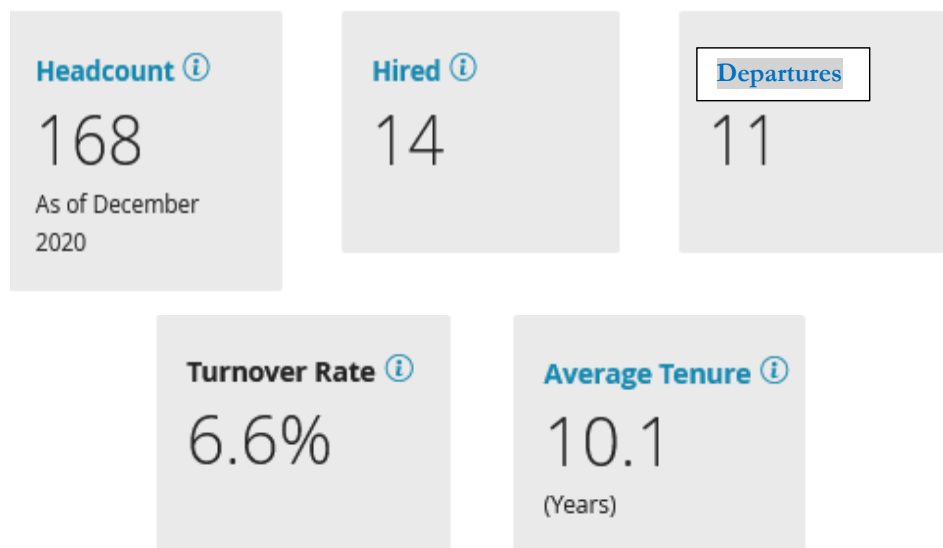 Headcount
168
As of December
2020
Hired
14
Departures
11
Turnover Rate
6.6%
Average Tenure
10.1
(Years)